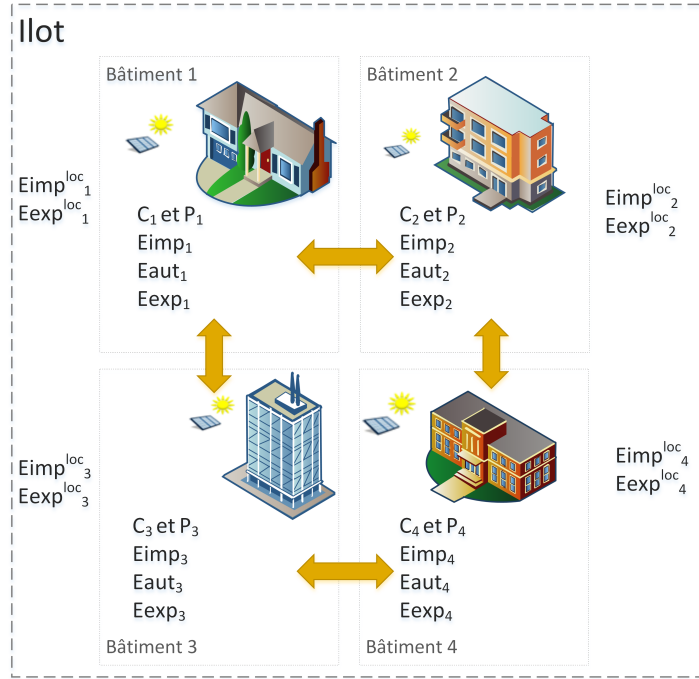 Ilot
Bâtiment 1
Bâtiment 2
Eimp^loc_1
Eexp^loc_1
C_1 et P_1
Eimp_1
Eaut_1
Eexp_1
C_2 et P_2
Eimp_2
Eaut_2
Eexp_2
Eimp^loc_2
Eexp^loc_2
Eimp^loc_3
Eexp^loc_3
C_3 et P_3
Eimp_3
Eaut_3
Eexp_3
Bâtiment 3
C_4 et P_4
Eimp_4
Eaut_4
Eexp_4
Bâtiment 4
Eimp^loc_4
Eexp^loc_4